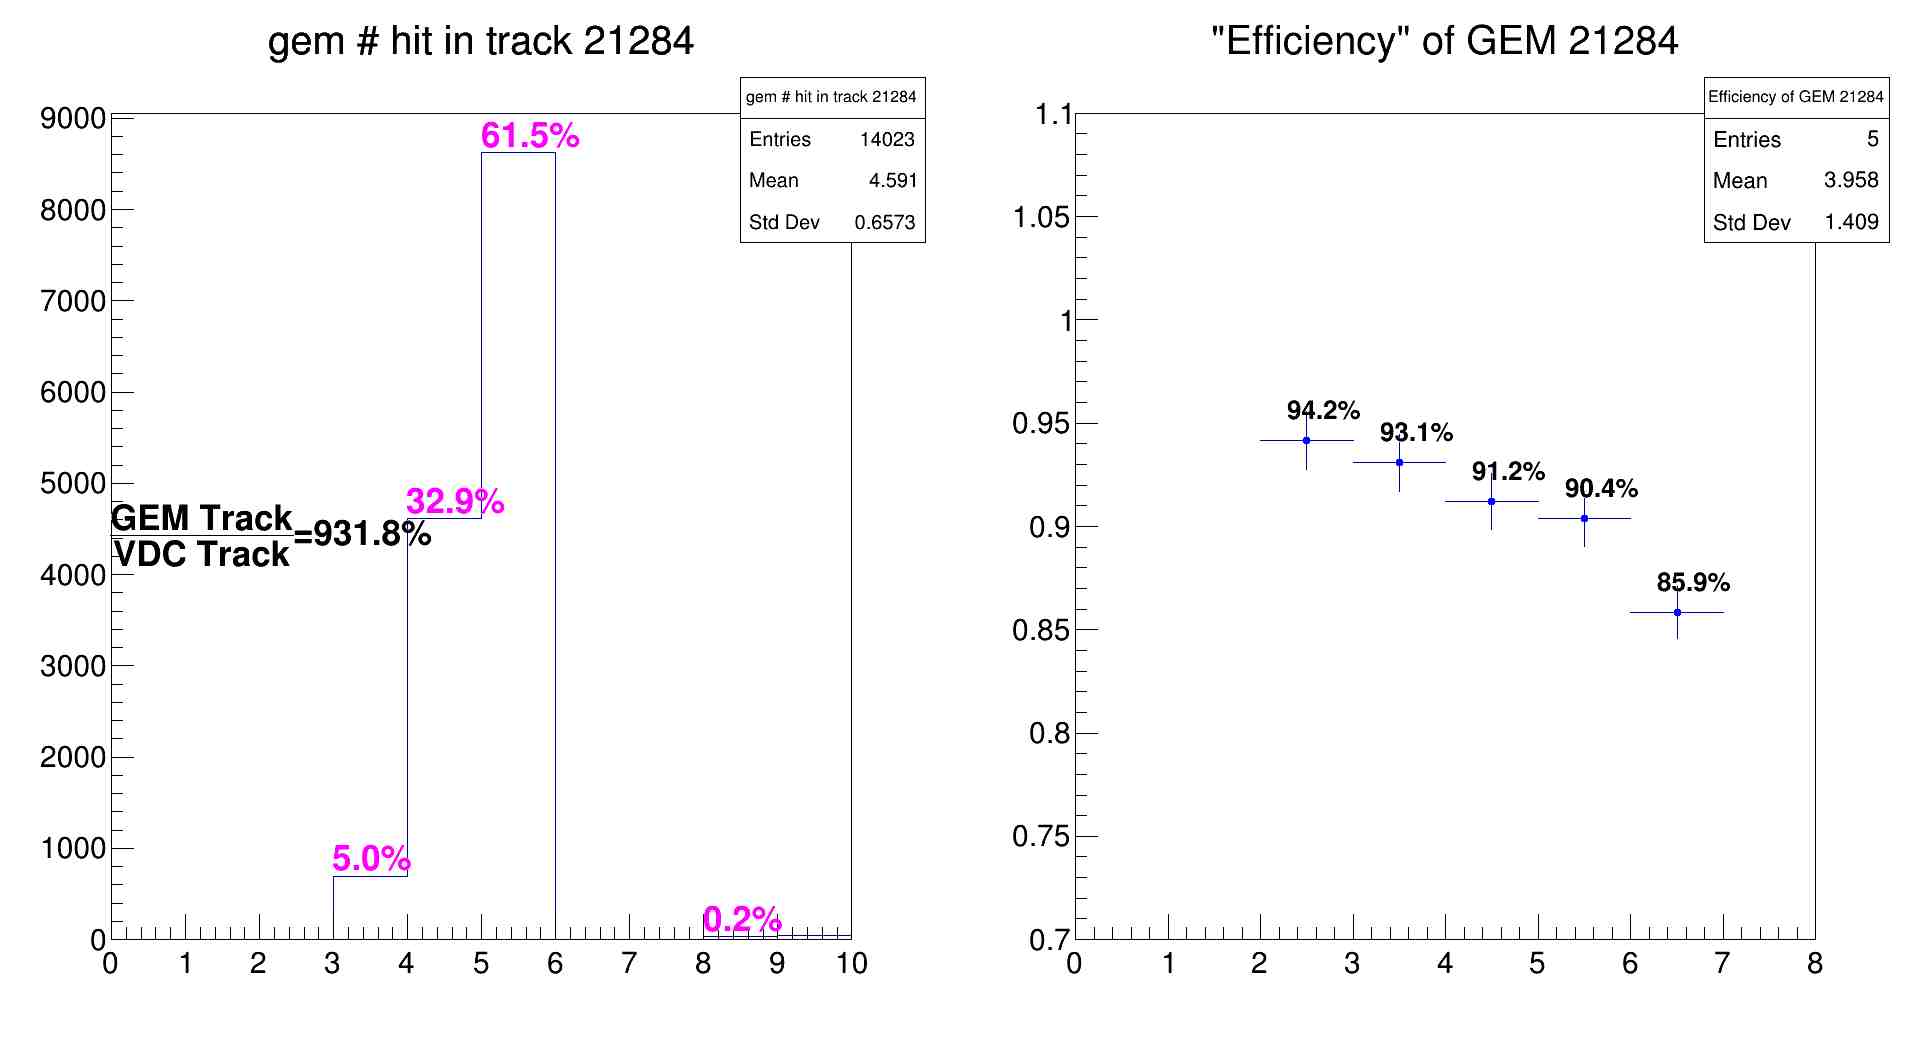 gem # hit in track 21284
gem # hit in track 21284
Entries 14023
Mean 4.591
Std Dev 0.6573
9000
8000
7000
6000
5000
4000
3000
2000
1000
0
61.5%
32.9%
GEM Track
VDC Track
=931.8%
5.0%
0.2%
0 1 2 3 4 5 6 7 8 9 10
"Efficiency" of GEM 21284
Efficiency of GEM 21284
Entries 5
Mean 3.958
Std Dev 1.409
1.1
1.05
1
0.95
0.9
0.85
0.8
0.75
0.7
94.2%
93.1%
91.2%
90.4%
85.9%
0 1 2 3 4 5 6 7 8